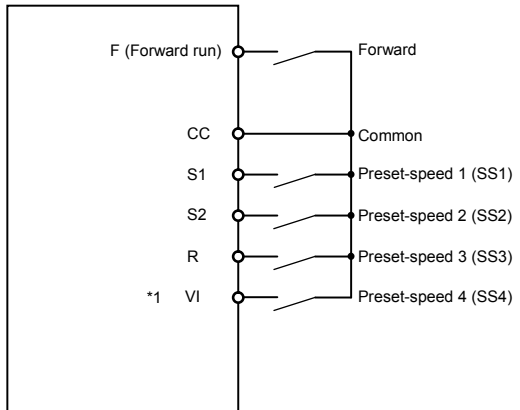 F (Forward run) Forward
CC Common
S1 Preset-speed 1 (SS1)
S2 Preset-speed 2 (SS2)
R Preset-speed 3 (SS3)
*1 VI Preset-speed 4 (SS4)